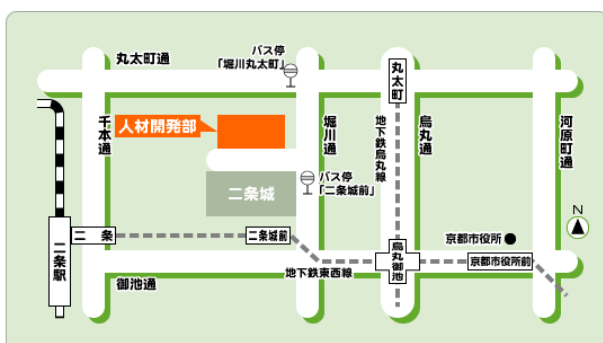 丸太町通
バス停
「堀川丸太町」
丸太町
千本通
人材開発部
堀川通
地下鉄烏丸線
烏丸通
河原町通
バス停
「二条城前」
二条城
N
二条
二条城前
烏丸御池
京都市役所
京都市役所前
二条駅
地下鉄東西線
御池通